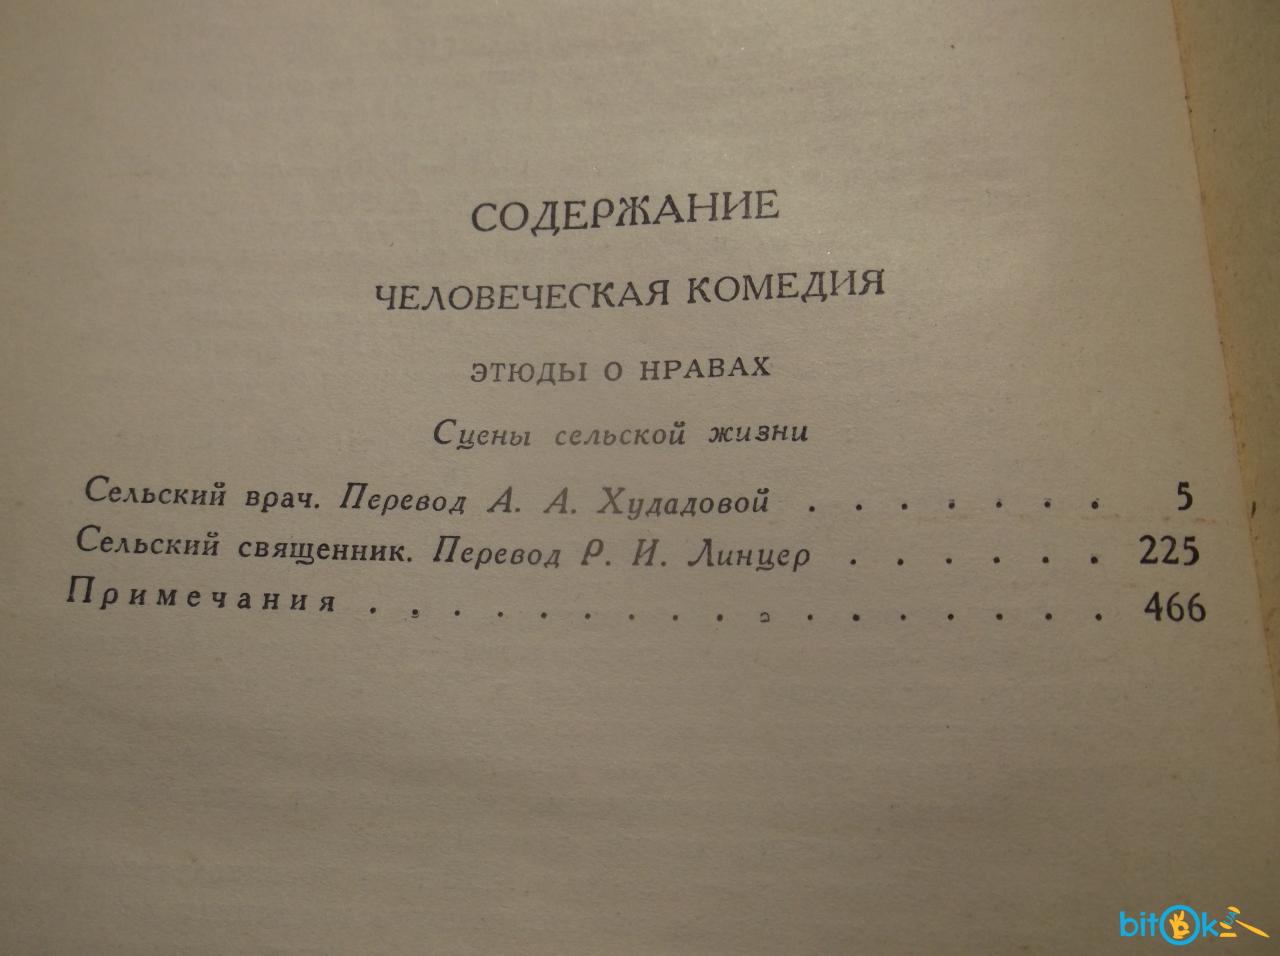 СОДЕРЖАНИЕ
ЧЕЛОВЕЧЕСКАЯ КОМЕДИЯ
ЭТЮДЫ О НРАВАХ
Сцены сельской жизни
Сельский врач. Перевод А. А. Худадовой . . . . . . . 5
Сельский священник. Перевод Р. И. Линцер . . . . . . 225
Примечания . . . . . . . . . . . . . . . . . 466
bitok.ua